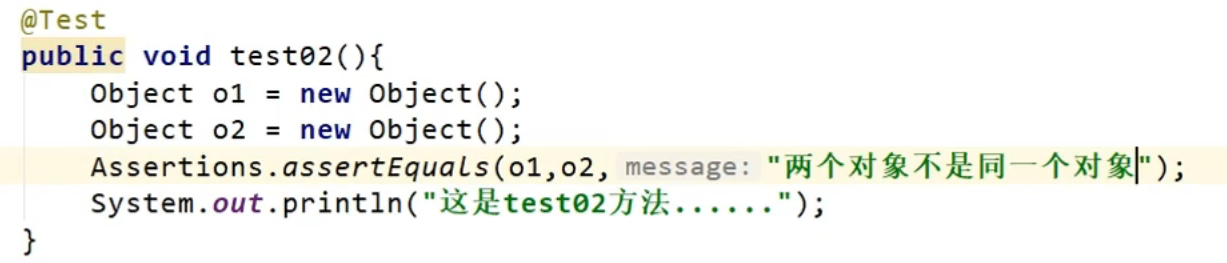 @Test
public void test02(){
Object o1 = new Object();
Object o2 = new Object();
Assertions.assertEquals(o1,o2, message: "两个对象不是同一个对象");
System.out.println("这是test02方法......");
}